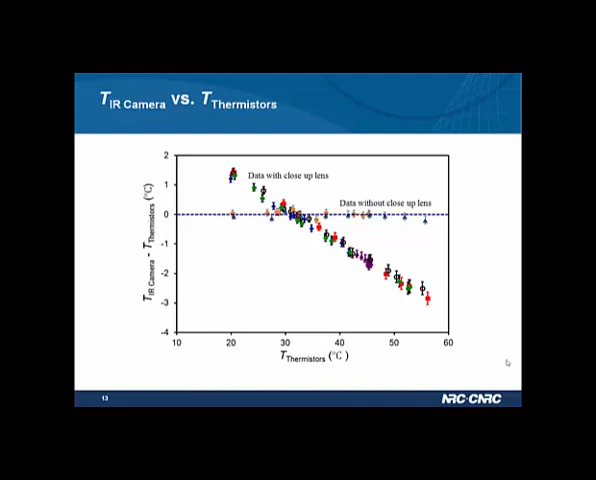 T IR Camera vs. T Thermistors
Data with close up lens
Data without close up lens
T IR Camera - T Thermistors (°C)
2
1
0
-1
-2
-3
-4
10 20 30 40 50 60
T Thermistors (°C)
13
NRC·CNRC